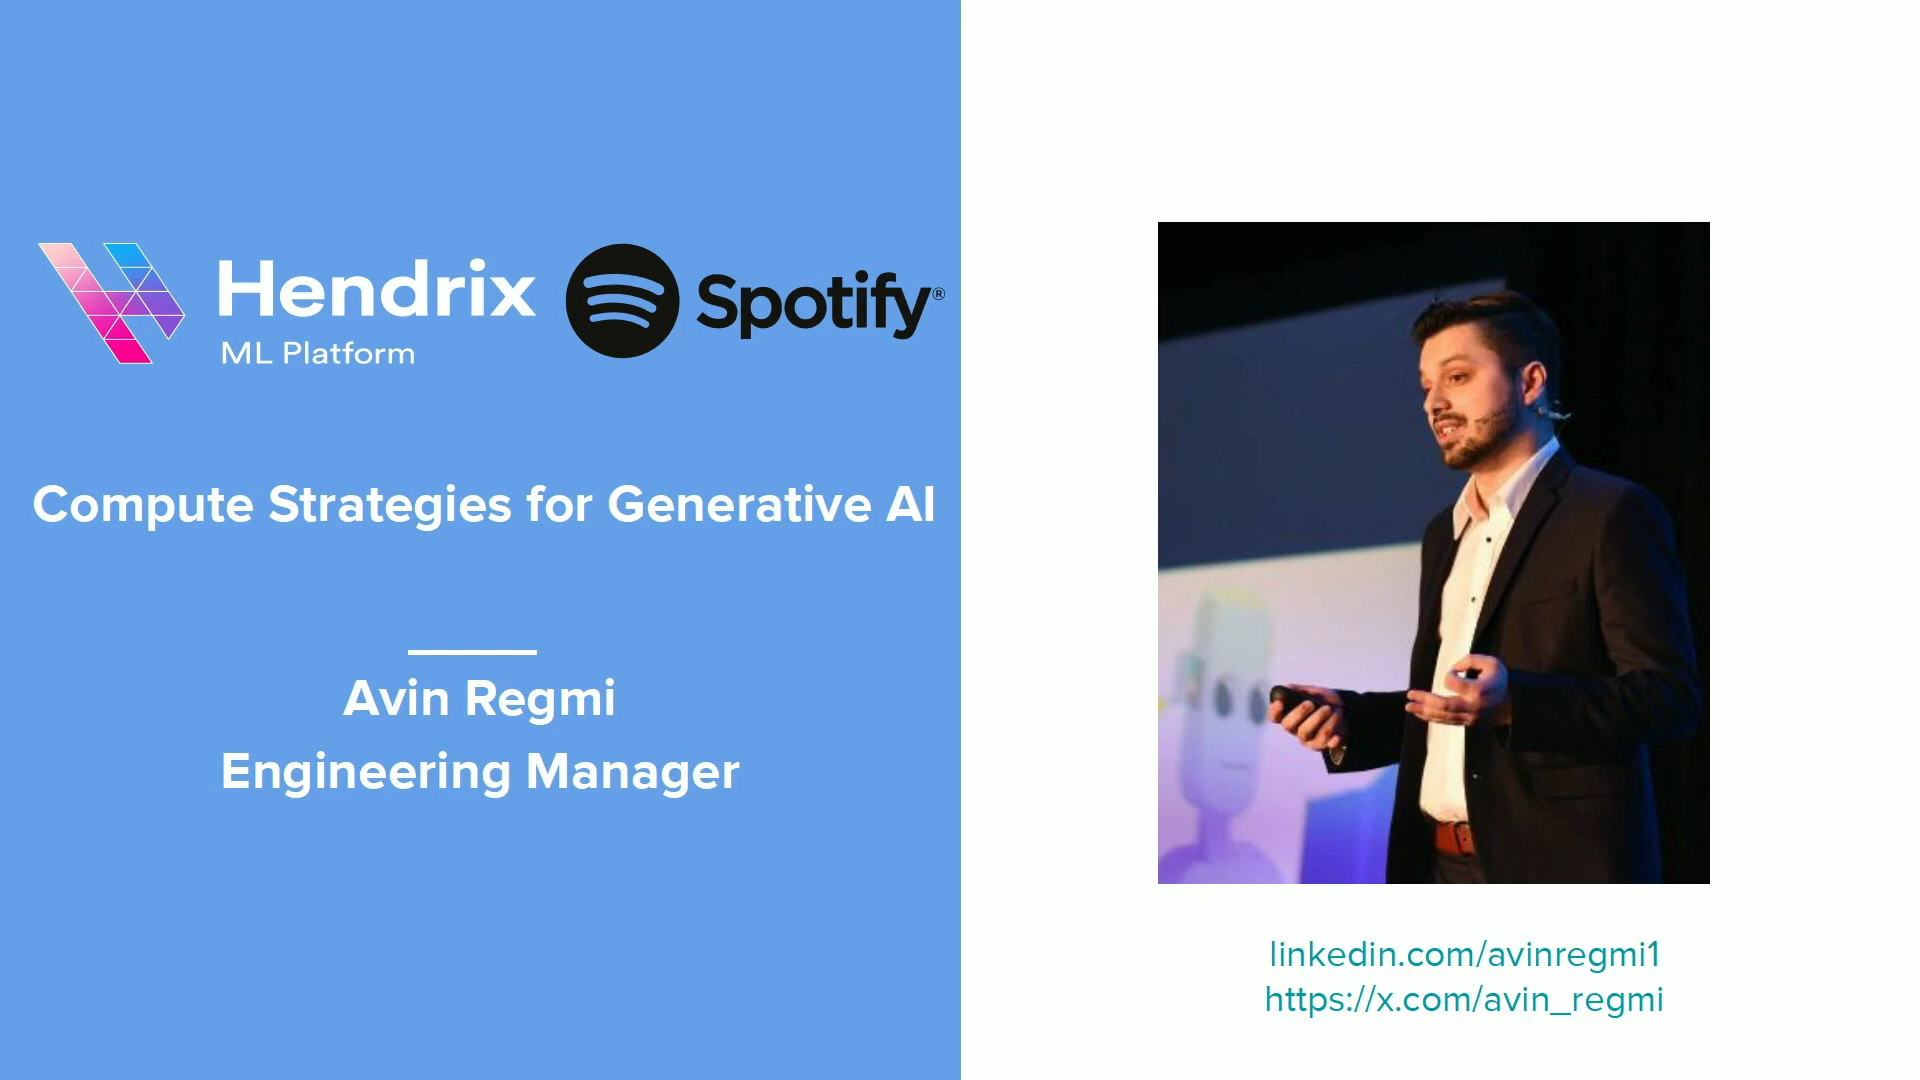 Hendrix
ML Platform
Spotify®
Compute Strategies for Generative AI
Avin Regmi
Engineering Manager
linkedin.com/avinregmi1
https://x.com/avin_regmi